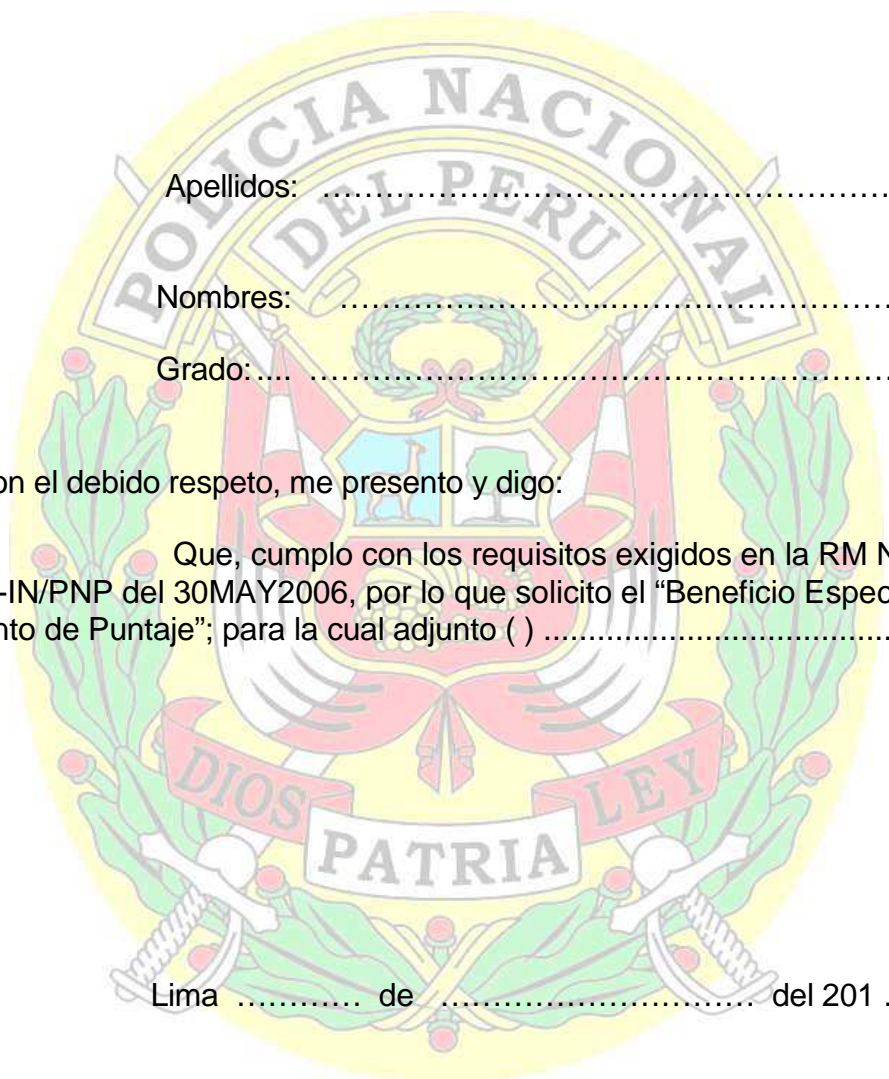 POLICIA NACIONAL
DEL PERU
Apellidos: ……………………………………………………….
Nombres: ……………………...………………………………
Grado:.... ……………………..………………………………
on el debido respeto, me presento y digo:
Que, cumplo con los requisitos exigidos en la RM N
-IN/PNP del 30MAY2006, por lo que solicito el “Beneficio Espec
nto de Puntaje”; para la cual adjunto ( ) .......................................
DIOS
PATRIA
LEY
Lima ………… de ………………………… del 201 .